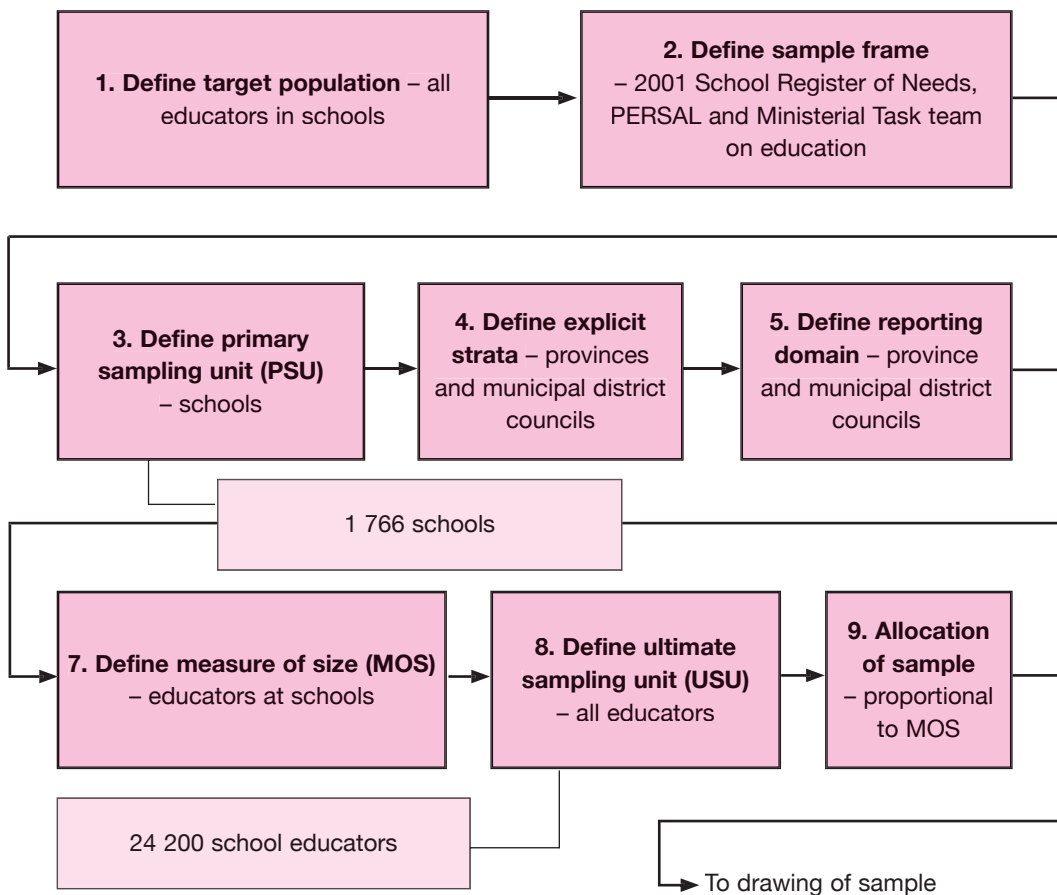 1. Define target population – all
educators in schools
2. Define sample frame
– 2001 School Register of Needs,
PERSAL and Ministerial Task team
on education
3. Define primary
sampling unit (PSU)
– schools
4. Define explicit
strata – provinces
and municipal district
councils
5. Define reporting
domain – province
and municipal district
councils
1 766 schools
7. Define measure of size (MOS)
– educators at schools
8. Define ultimate
sampling unit (USU)
– all educators
9. Allocation
of sample
– proportional
to MOS
24 200 school educators
To drawing of sample